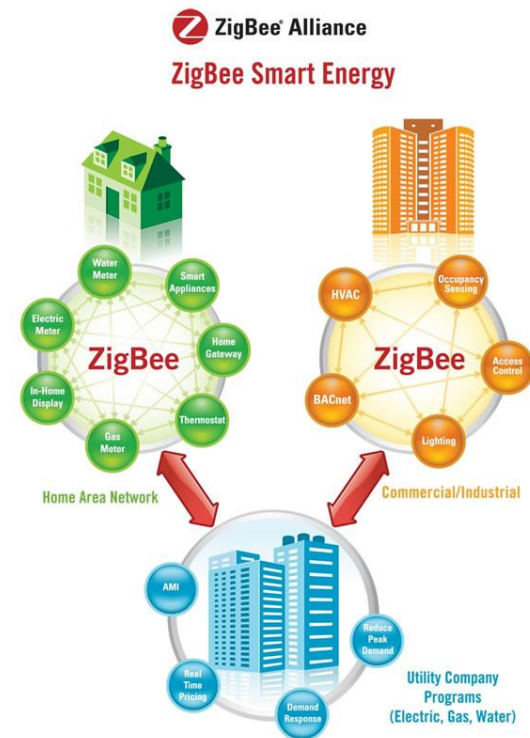 ZigBee® Alliance
ZigBee Smart Energy
Water
Meter
Smart
Appliances
Electric
Meter
Home
Gateway
ZigBee
In-Home
Display
Thermostat
Gas
Meter
Home Area Network
HVAC
Occupancy
Sensing
ZigBee
Access
Control
BACnet
Lighting
Commercial/Industrial
AMI
Reduce
Peak
Demand
Real
Time
Pricing
Demand
Response
Utility Company
Programs
(Electric, Gas, Water)